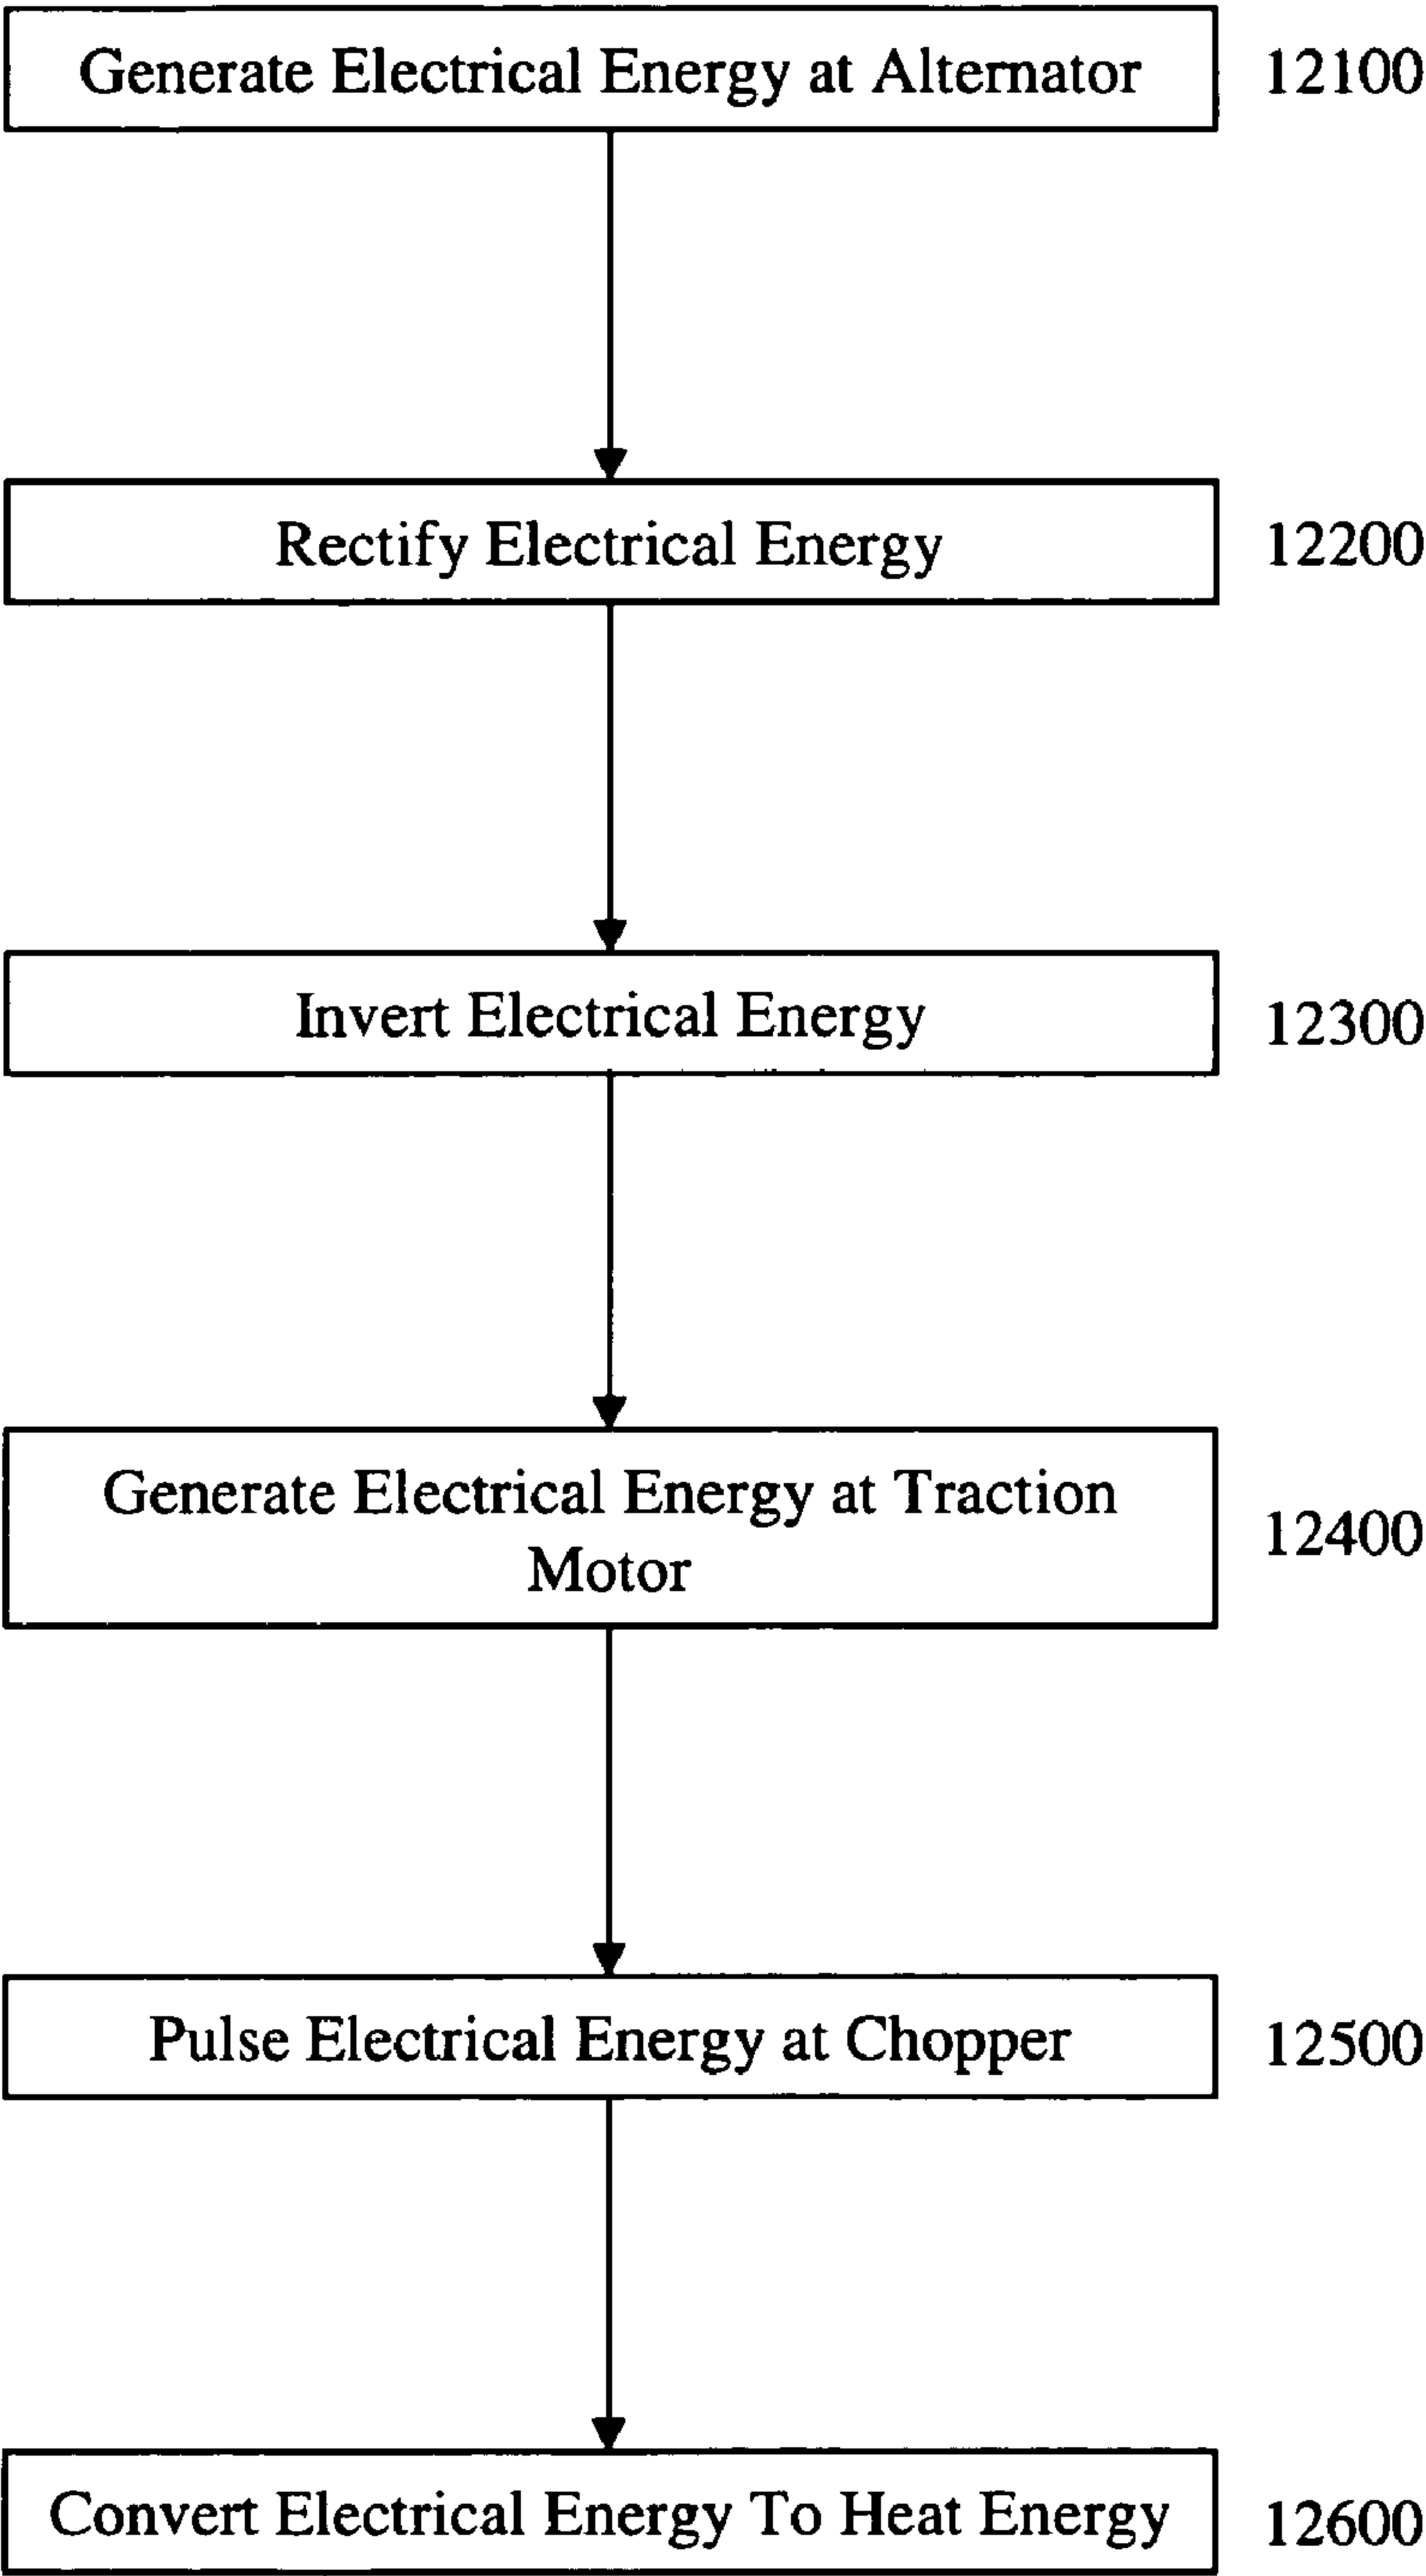 Generate Electrical Energy at Alternator 12100
Rectify Electrical Energy 12200
Invert Electrical Energy 12300
Generate Electrical Energy at Traction
Motor
12400
Pulse Electrical Energy at Chopper 12500
Convert Electrical Energy To Heat Energy 12600